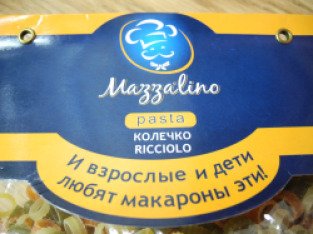 Mazzalino
pasta
КОЛЕЧКО
RICCIOLO
И взрослые и дети
любят макароны эти!